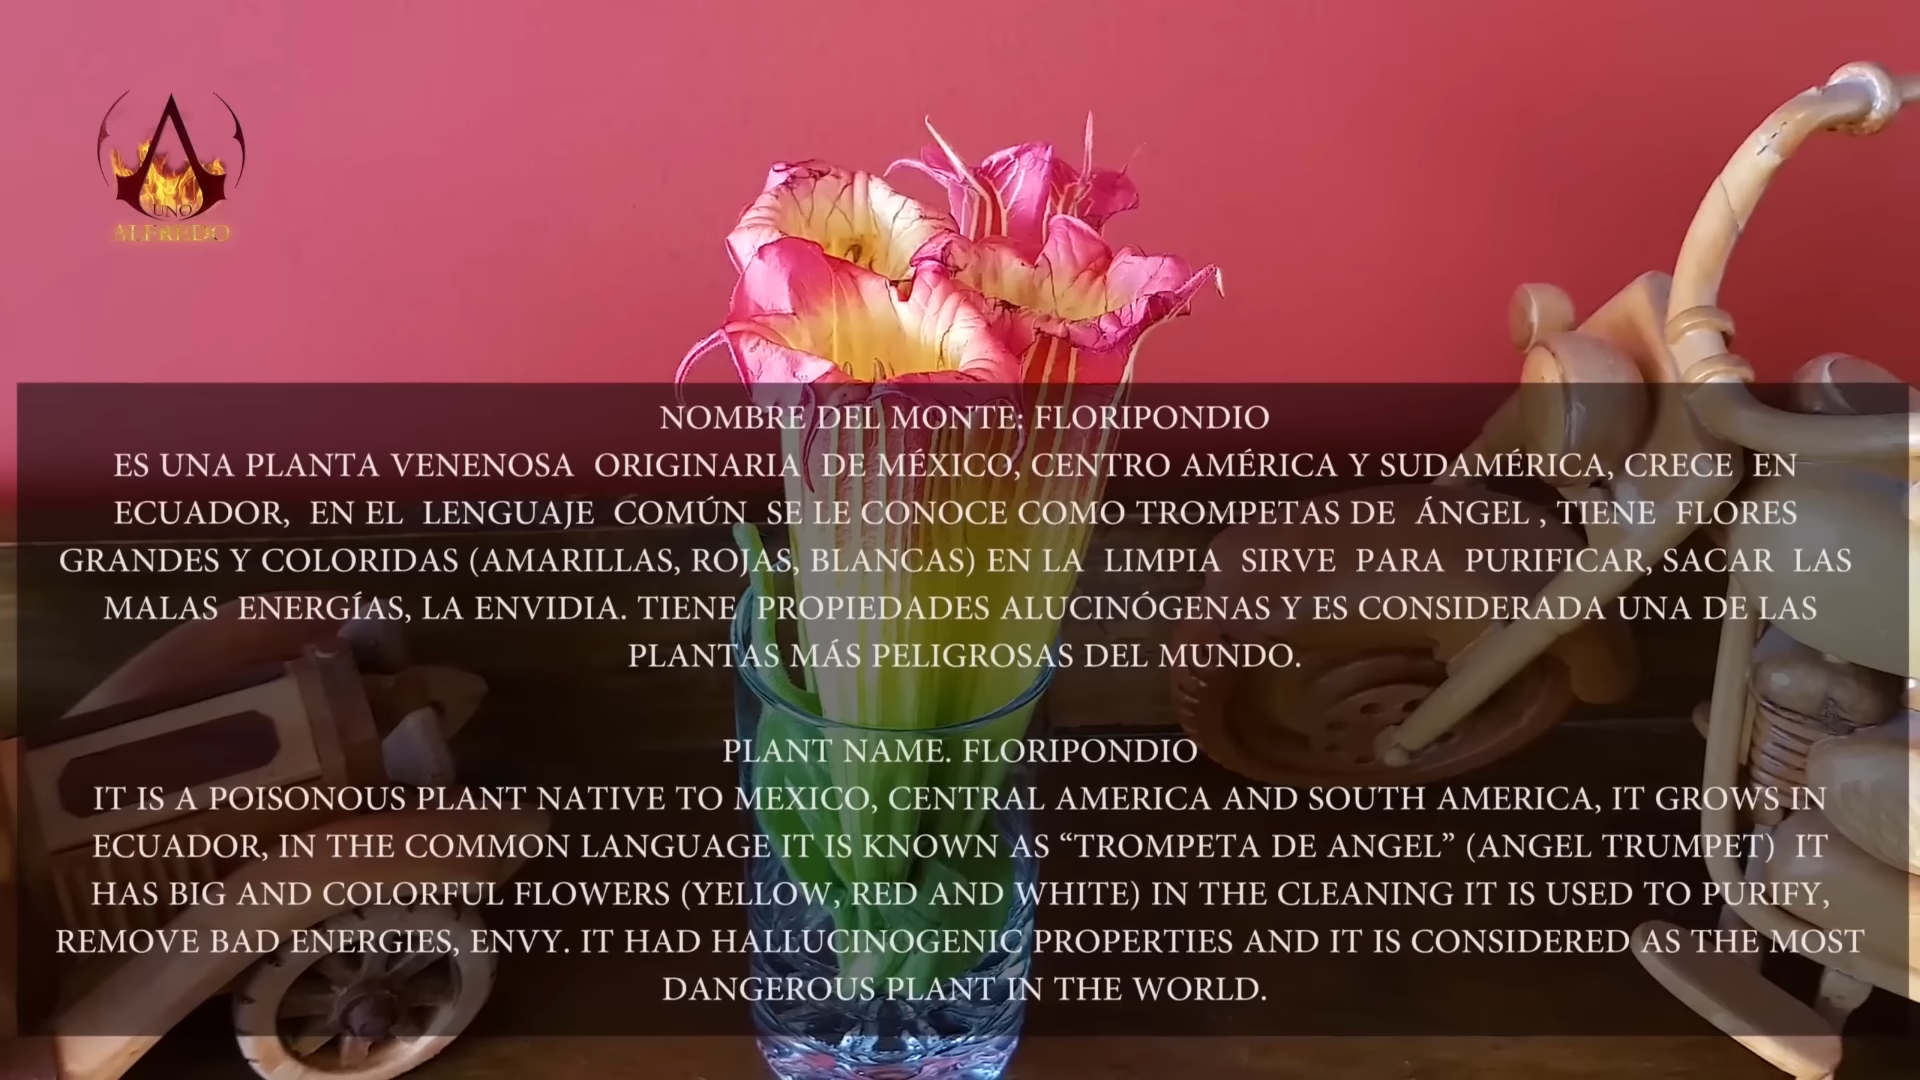 UNO
ALFREDO
NOMBRE DEL MONTE: FLORIPONDIO
ES UNA PLANTA VENENOSA ORIGINARIA DE MÉXICO, CENTRO AMÉRICA Y SUDAMÉRICA, CRECE EN
ECUADOR, EN EL LENGUAJE COMÚN SE LE CONOCE COMO TROMPETAS DE ÁNGEL , TIENE FLORES
GRANDES Y COLORIDAS (AMARILLAS, ROJAS, BLANCAS) EN LA LIMPIA SIRVE PARA PURIFICAR, SACAR LAS
MALAS ENERGÍAS, LA ENVIDIA. TIENE PROPIEDADES ALUCINÓGENAS Y ES CONSIDERADA UNA DE LAS
PLANTAS MÁS PELIGROSAS DEL MUNDO.
PLANT NAME. FLORIPONDIO
IT IS A POISONOUS PLANT NATIVE TO MEXICO, CENTRAL AMERICA AND SOUTH AMERICA, IT GROWS IN
ECUADOR, IN THE COMMON LANGUAGE IT IS KNOWN AS “TROMPETA DE ANGEL” (ANGEL TRUMPET) IT
HAS BIG AND COLORFUL FLOWERS (YELLOW, RED AND WHITE) IN THE CLEANING IT IS USED TO PURIFY,
REMOVE BAD ENERGIES, ENVY. IT HAD HALLUCINOGENIC PROPERTIES AND IT IS CONSIDERED AS THE MOST
DANGEROUS PLANT IN THE WORLD.